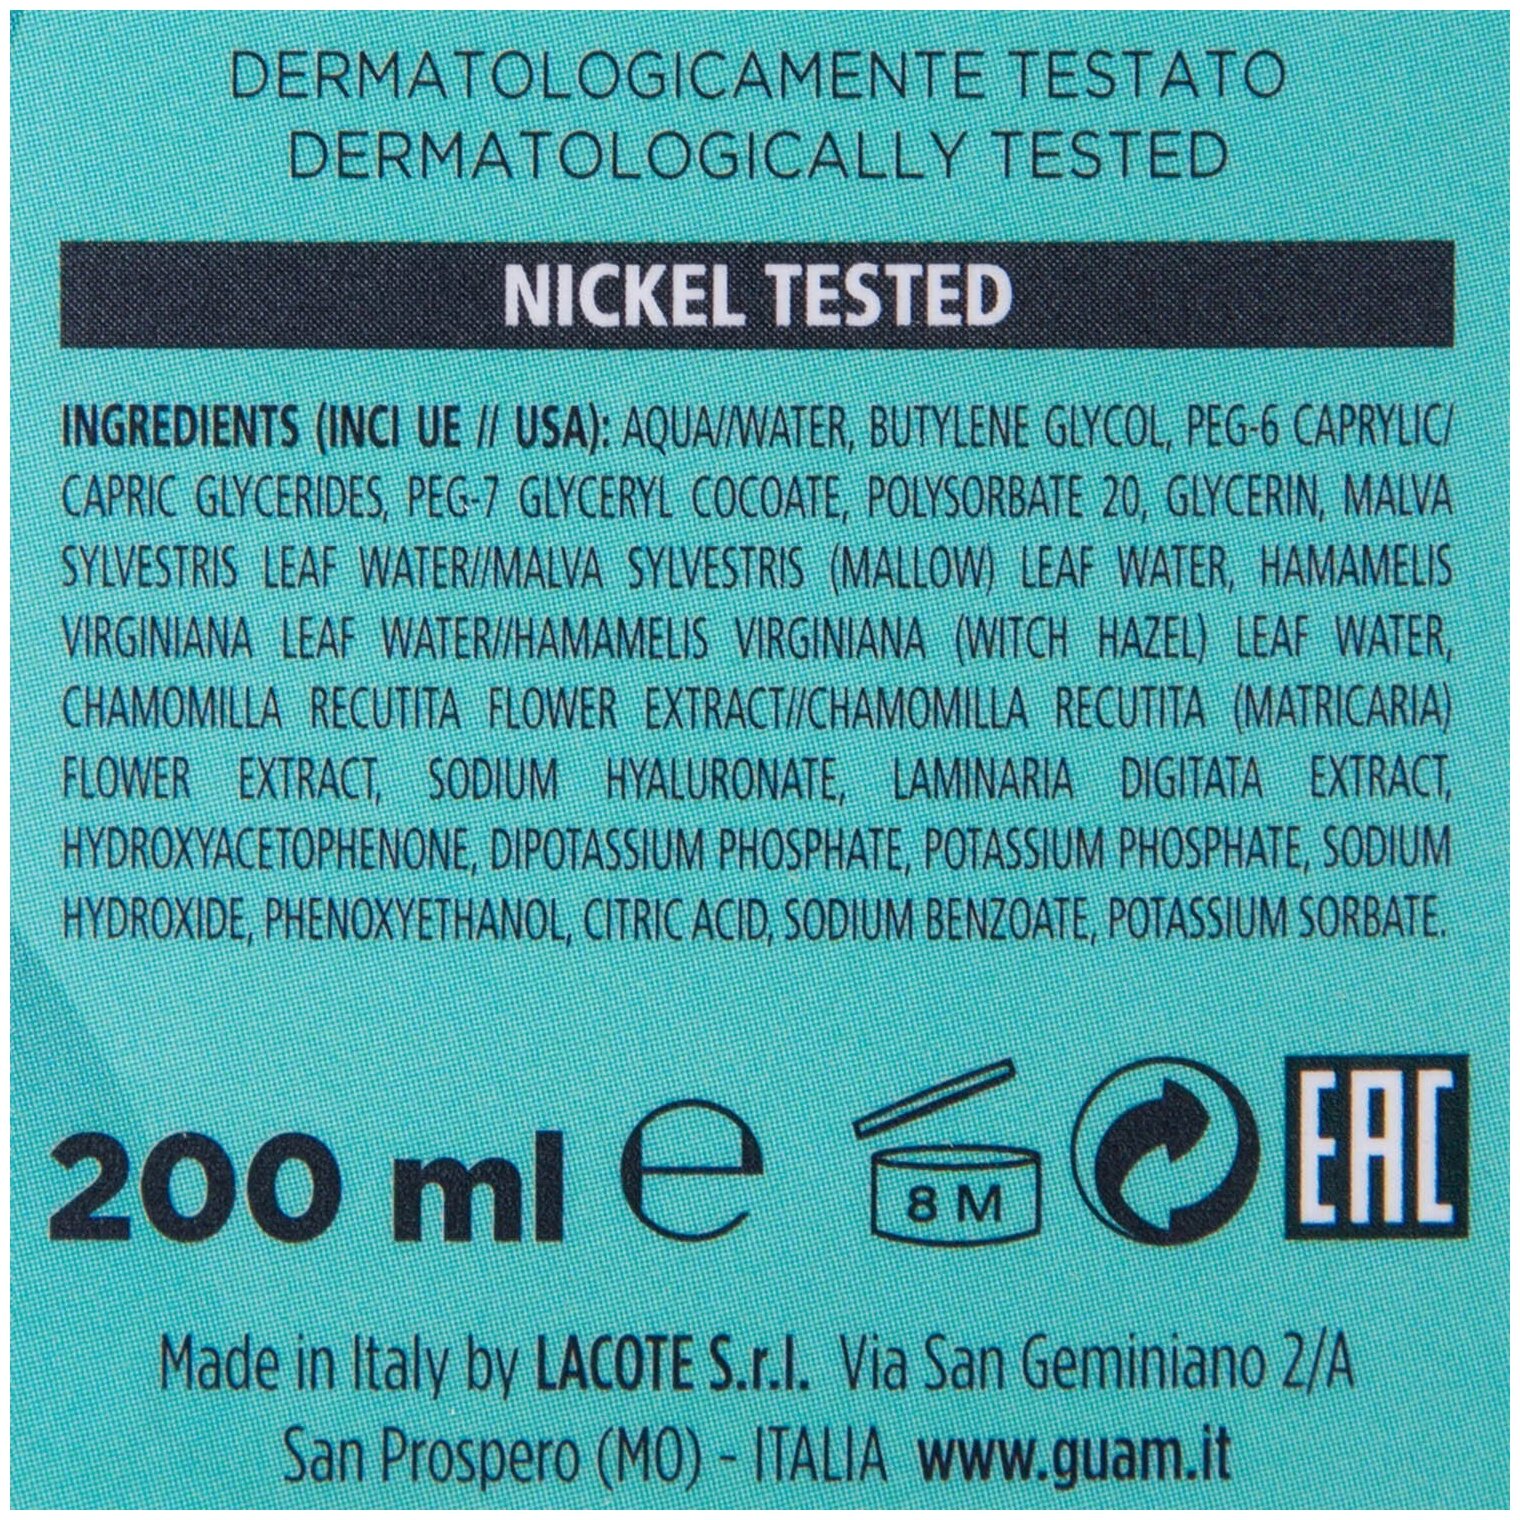 DERMATOLOGICAMENTE TESTATO
DERMATOLOGICALLY TESTED
NICKEL TESTED
INGREDIENTS (INCI UE // USA): AQUA//WATER, BUTYLENE GLYCOL, PEG-6 CAPRYLIC/
CAPRIC GLYCERIDES, PEG-7 GLYCERYL COCOATE, POLYSORBATE 20, GLYCERIN, MALVA
SYLVESTRIS LEAF WATER//MALVA SYLVESTRIS (MALLOW) LEAF WATER, HAMAMELIS
VIRGINIANA LEAF WATER//HAMAMELIS VIRGINIANA (WITCH HAZEL) LEAF WATER,
CHAMOMILLA RECUTITA FLOWER EXTRACT//CHAMOMILLA RECUTITA (MATRICARIA)
FLOWER EXTRACT, SODIUM HYALURONATE, LAMINARIA DIGITATA EXTRACT,
HYDROXYACETOPHENONE, DIPOTASSIUM PHOSPHATE, POTASSIUM PHOSPHATE, SODIUM
HYDROXIDE, PHENOXYETHANOL, CITRIC ACID, SODIUM BENZOATE, POTASSIUM SORBATE.
200 ml ℮ 8 M EAC
Made in Italy by LACOTE S.r.l. Via San Geminiano 2/A
San Prospero (MO) - ITALIA www.guam.it